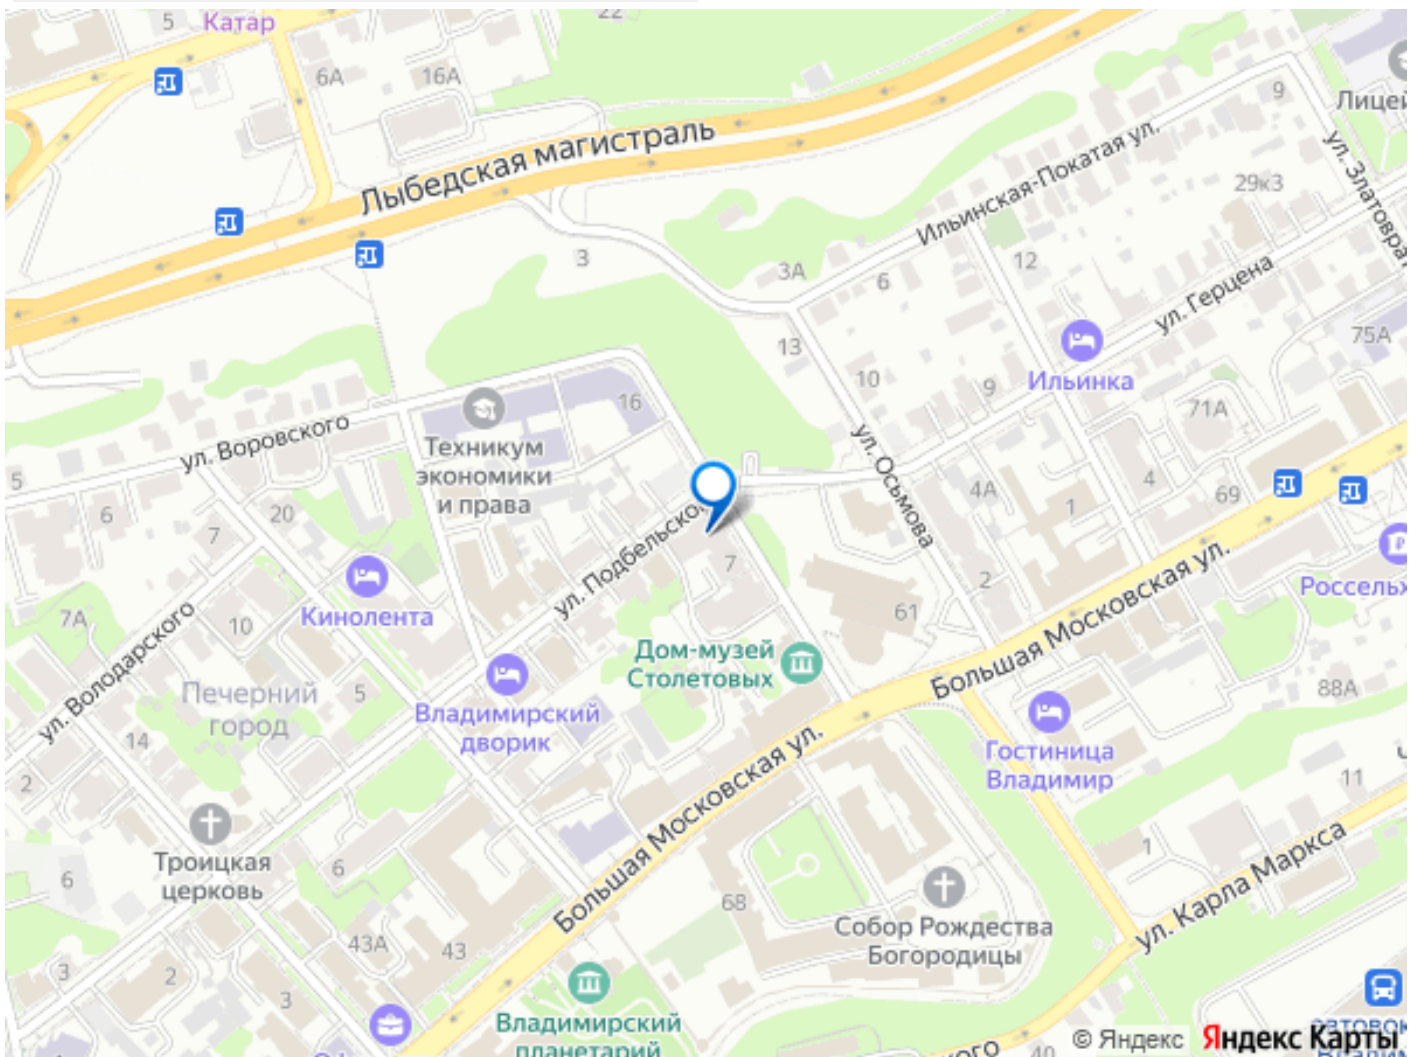 5
Катар
22
6А
16А
9
Лицей
Лыбедская магистраль
Ильинская-Покатая ул.
ул. Златоврат
29к3
3
3А
6
12
ул. Герцена
13
75А
10
9
Ильинка
16
71А
Техникум
экономики
и права
ул. Воровского
ул. Осьмова
5
4
4А
69
1
6
20
7
ул. Подбельского
7
2
Россельх
Кинолента
7А
10
61
Большая Московская ул.
Дом-музей
Столетовых
ул. Володарского
Печерний
город
5
88А
Владимирский
дворик
14
Гостиница
Владимир
2
11
Большая Московская ул.
Троицкая
церковь
6
6
1
ул. Карла Маркса
68
Собор Рождества
Богородицы
43А
43
3
2
3
Владимирский
планетарий
40
© Яндекс Яндекс Карты